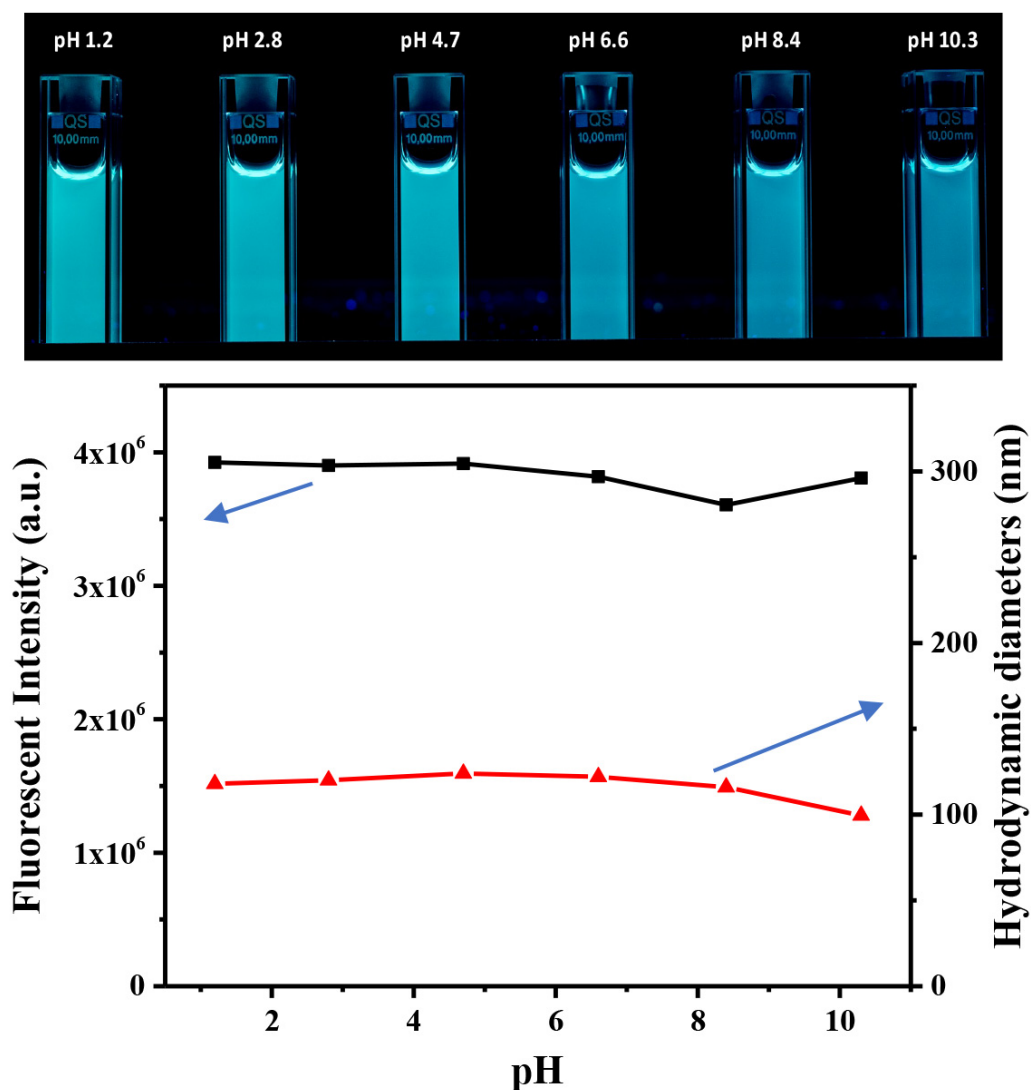 pH 1.2 pH 2.8 pH 4.7 pH 6.6 pH 8.4 pH 10.3
QS QS QS QS QS QS
10,00mm 10,00mm 10,00mm 10,00mm 10,00mm 10,00mm
Fluorescent Intensity (a.u.)
4x10⁶
3x10⁶
2x10⁶
1x10⁶
0
300
200
100
0
Hydrodynamic diameters (nm)
2 4 6 8 10
pH